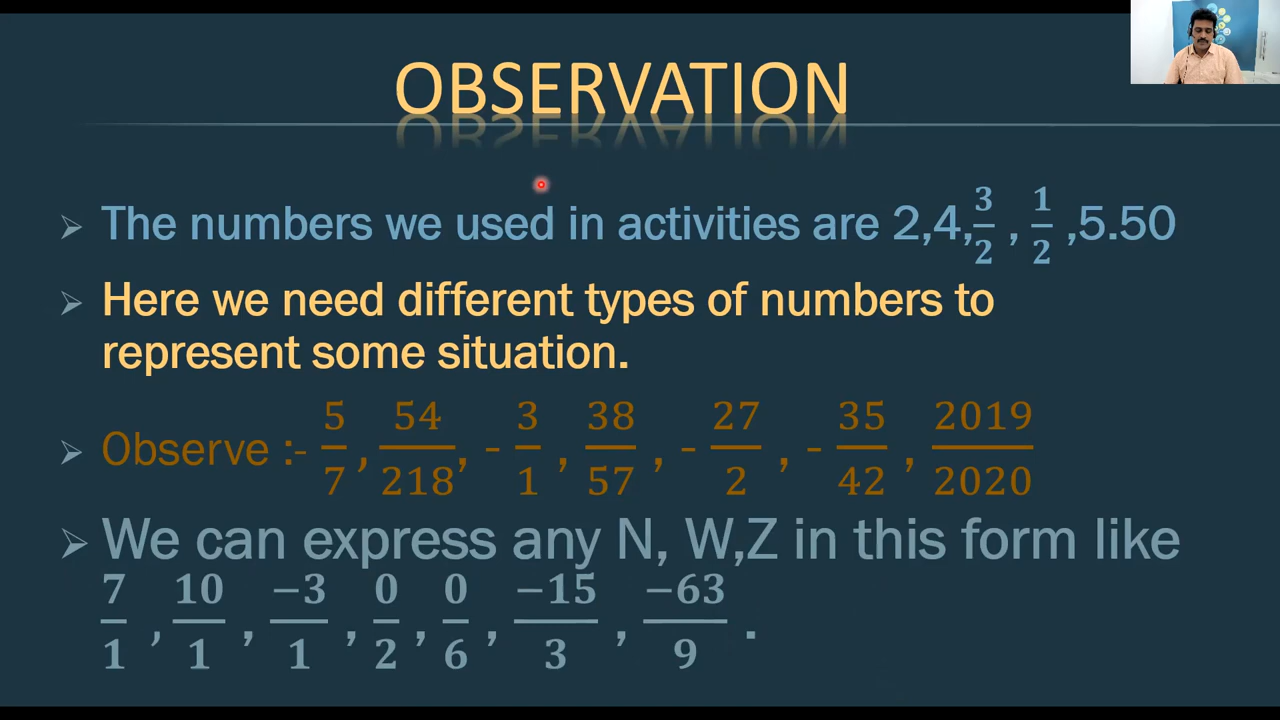 OBSERVATION
➢ The numbers we used in activities are 2,4,3/2 , 1/2 ,5.50
➢ Here we need different types of numbers to
represent some situation.
➢ Observe :- 5/7 , 54/218 , - 3/1 , 38/57 , - 27/2 , - 35/42 , 2019/2020
➢ We can express any N, W,Z in this form like
7/1 , 10/1 , −3/1 , 0/2 , 0/6 , −15/3 , −63/9 .